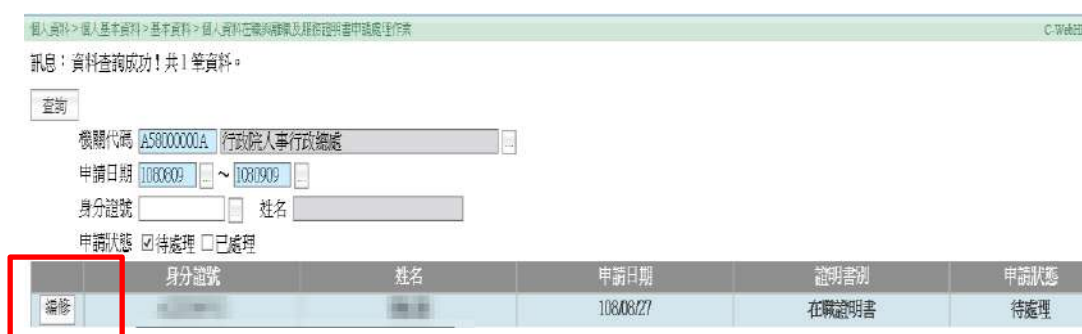 個人資料>個人基本資料>基本資料>個人資料在職離職及服務證明書申請處理作業 C-WebH
訊息：資料查詢成功！共1筆資料。
查詢
機關代碼 A58000000A 行政院人事行政總處 ...
申請日期 1080809 ... ～ 1080909 ...
身分證號 ... 姓名
申請狀態 ☑待處理 □已處理
身分證號 姓名 申請日期 證明書別 申請狀態
編修 108/08/27 在職證明書 待處理